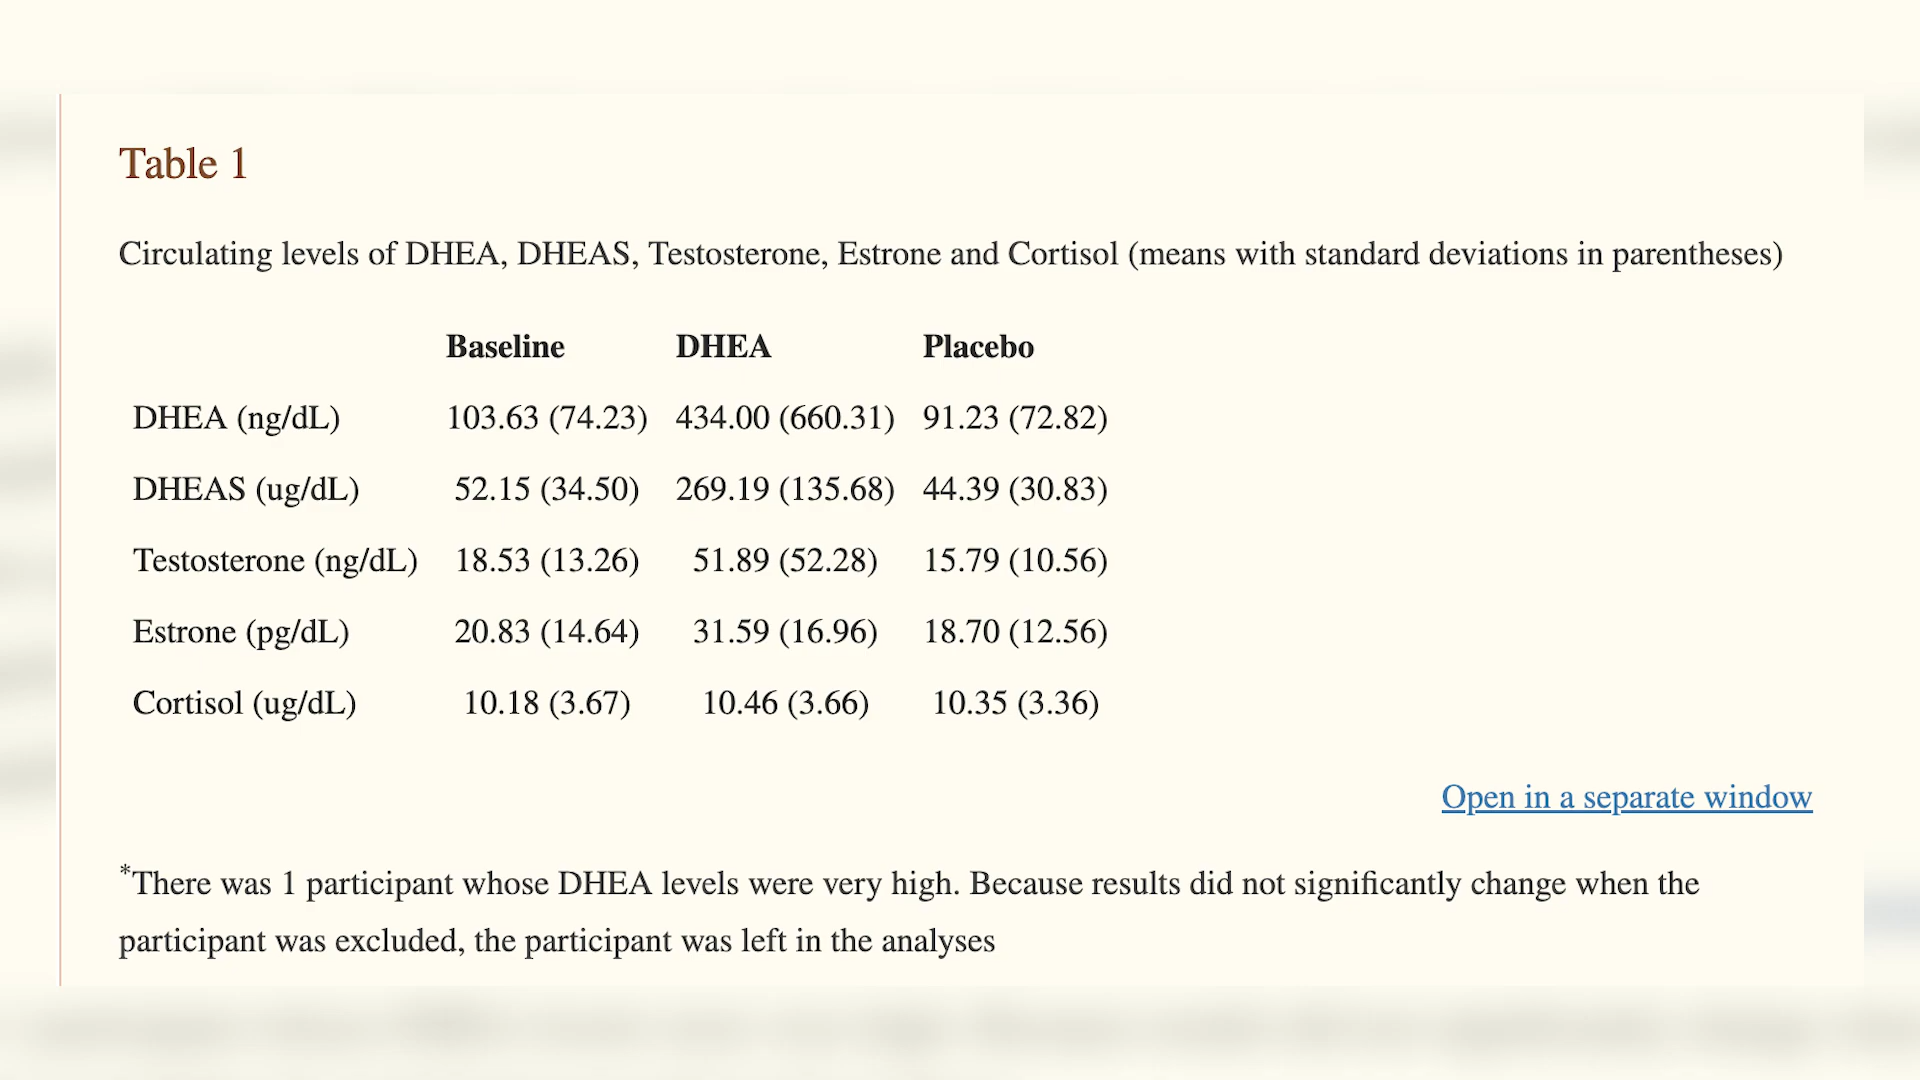 Table 1
Circulating levels of DHEA, DHEAS, Testosterone, Estrone and Cortisol (means with standard deviations in parentheses)
Baseline DHEA Placebo
DHEA (ng/dL) 103.63 (74.23) 434.00 (660.31) 91.23 (72.82)
DHEAS (ug/dL) 52.15 (34.50) 269.19 (135.68) 44.39 (30.83)
Testosterone (ng/dL) 18.53 (13.26) 51.89 (52.28) 15.79 (10.56)
Estrone (pg/dL) 20.83 (14.64) 31.59 (16.96) 18.70 (12.56)
Cortisol (ug/dL) 10.18 (3.67) 10.46 (3.66) 10.35 (3.36)
Open in a separate window
*There was 1 participant whose DHEA levels were very high. Because results did not significantly change when the
participant was excluded, the participant was left in the analyses